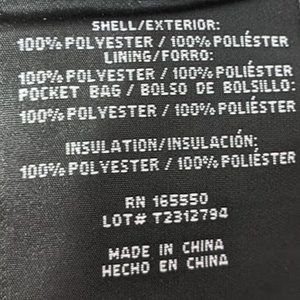 SHELL/EXTERIOR:
100% POLYESTER / 100% POLIÉSTER
LINING/FORRO:
100% POLYESTER / 100% POLIÉSTER
POCKET BAG / BOLSO DE BOLSILLO:
100% POLYESTER / 100% POLIÉSTER
INSULATION/INSULACIÓN:
100% POLYESTER / 100% POLIÉSTER
RN 165550
LOT# T2312794
MADE IN CHINA
HECHO EN CHINA